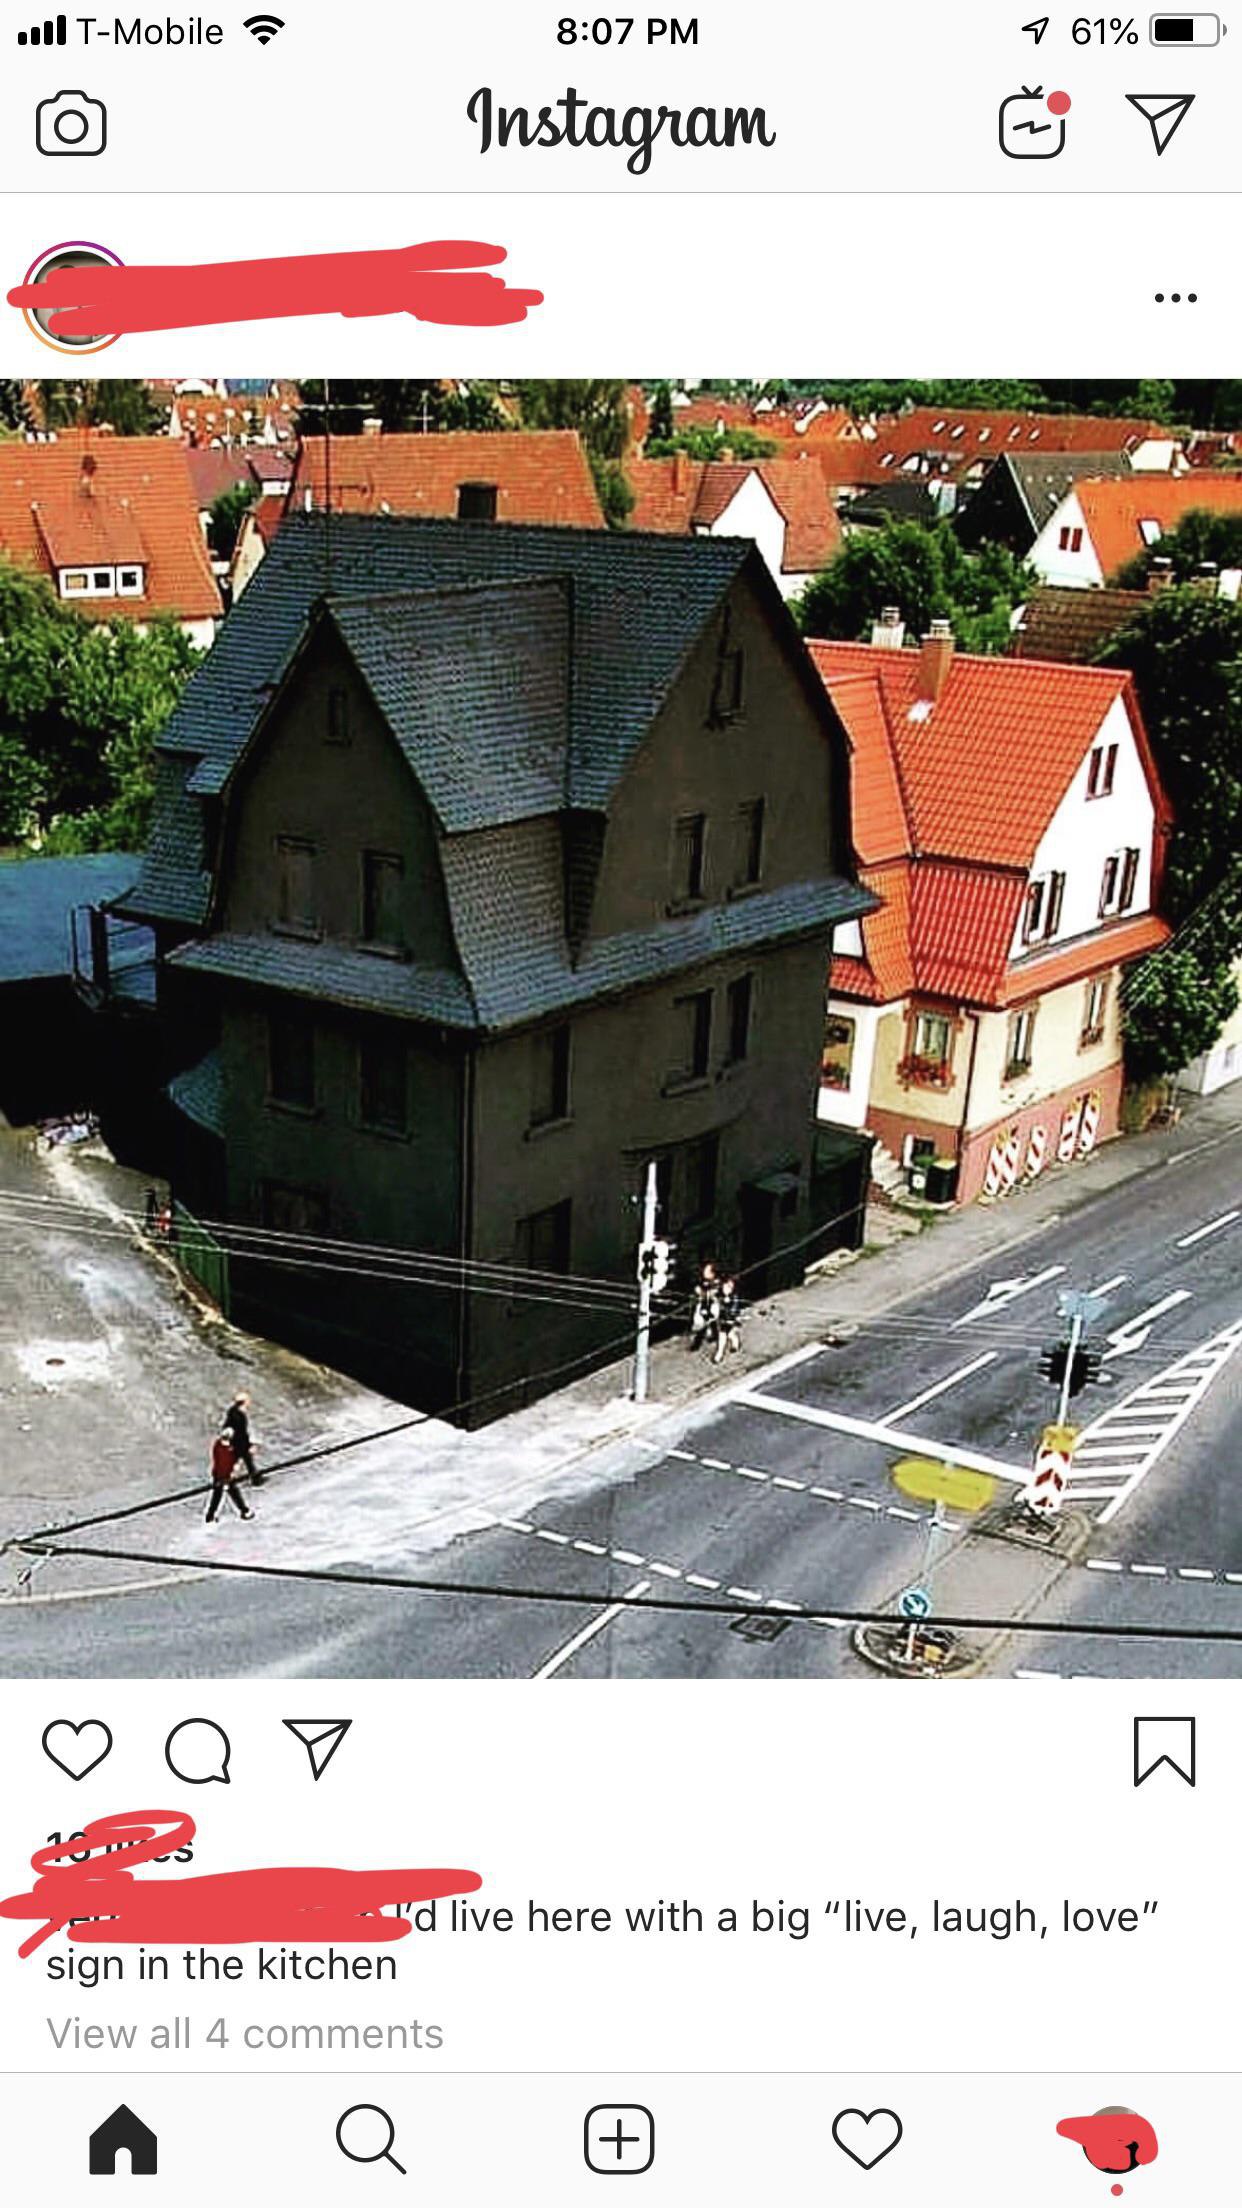 T-Mobile 8:07 PM 61%
Instagram
I'd live here with a big “live, laugh, love”
sign in the kitchen
View all 4 comments